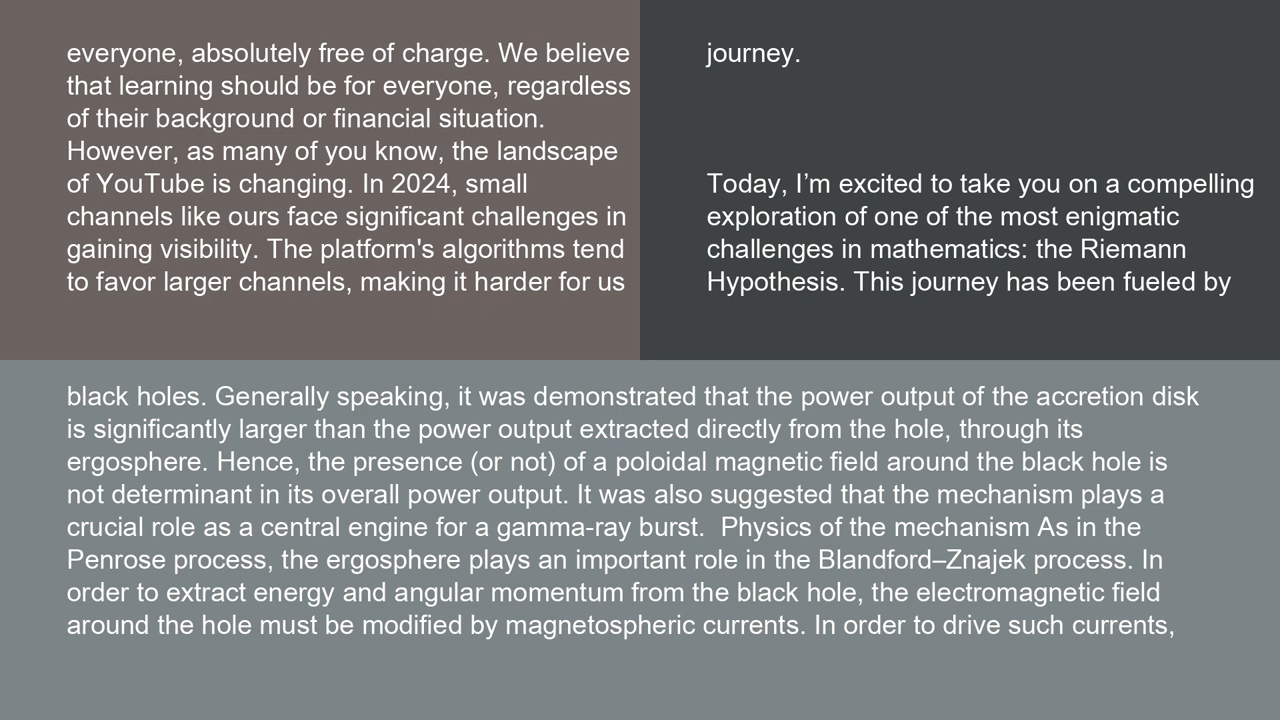 everyone, absolutely free of charge. We believe
that learning should be for everyone, regardless
of their background or financial situation.
However, as many of you know, the landscape
of YouTube is changing. In 2024, small
channels like ours face significant challenges in
gaining visibility. The platform's algorithms tend
to favor larger channels, making it harder for us
journey.
Today, I’m excited to take you on a compelling
exploration of one of the most enigmatic
challenges in mathematics: the Riemann
Hypothesis. This journey has been fueled by
black holes. Generally speaking, it was demonstrated that the power output of the accretion disk
is significantly larger than the power output extracted directly from the hole, through its
ergosphere. Hence, the presence (or not) of a poloidal magnetic field around the black hole is
not determinant in its overall power output. It was also suggested that the mechanism plays a
crucial role as a central engine for a gamma-ray burst.  Physics of the mechanism As in the
Penrose process, the ergosphere plays an important role in the Blandford–Znajek process. In
order to extract energy and angular momentum from the black hole, the electromagnetic field
around the hole must be modified by magnetospheric currents. In order to drive such currents,